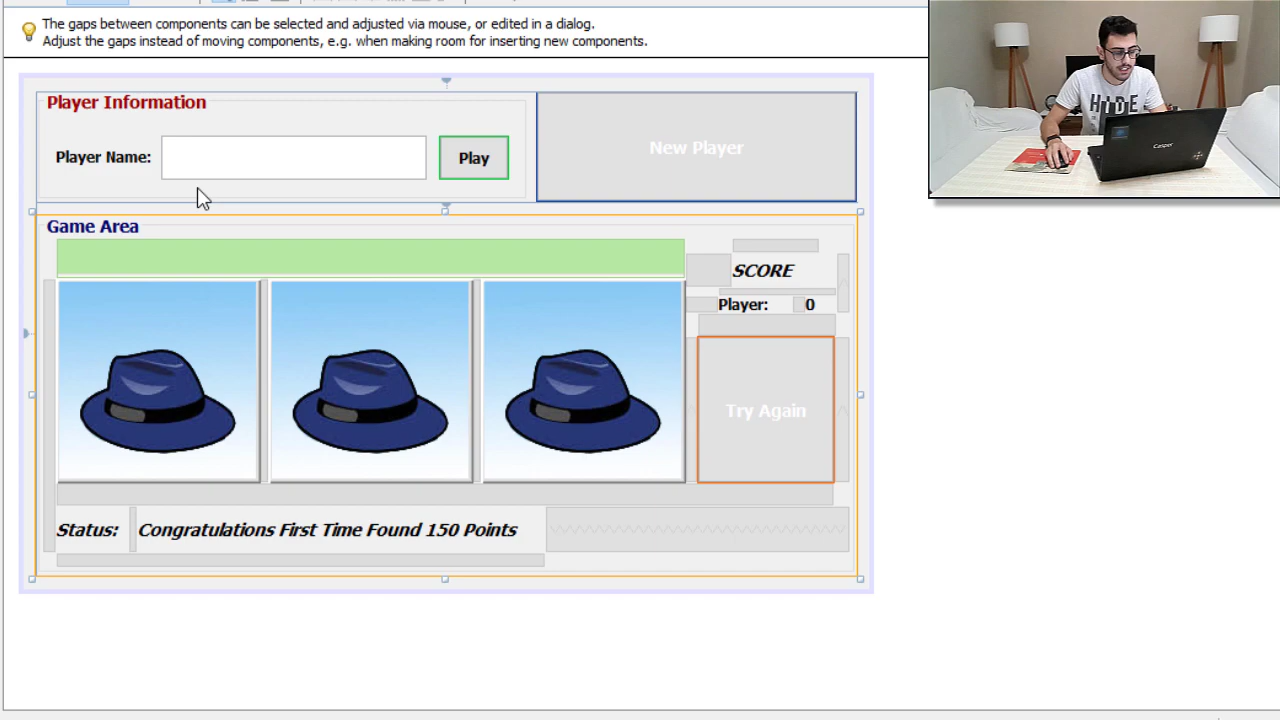 The gaps between components can be selected and adjusted via mouse, or edited in a dialog.
Adjust the gaps instead of moving components, e.g. when making room for inserting new components.
Player Information
Player Name:
Play
New Player
Game Area
SCORE
Player: 0
Try Again
Status: Congratulations First Time Found 150 Points
HIDE
Casper